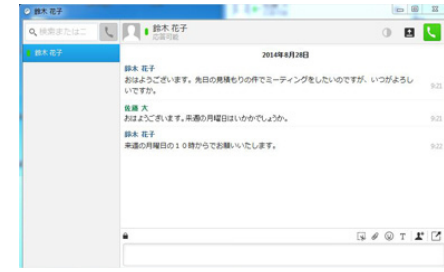 鈴木 花子
検索またはこ
鈴木 花子
応答可能
鈴木 花子
2014年8月28日
鈴木 花子
おはようございます。先日の見積もりの件でミーティングをしたいのですが、いつがよろし
いですか。
9:21
佐藤 大
おはようございます。来週の月曜日はいかがでしょうか。
9:21
鈴木 花子
来週の月曜日の10時からでお願いいたします。
9:22
T